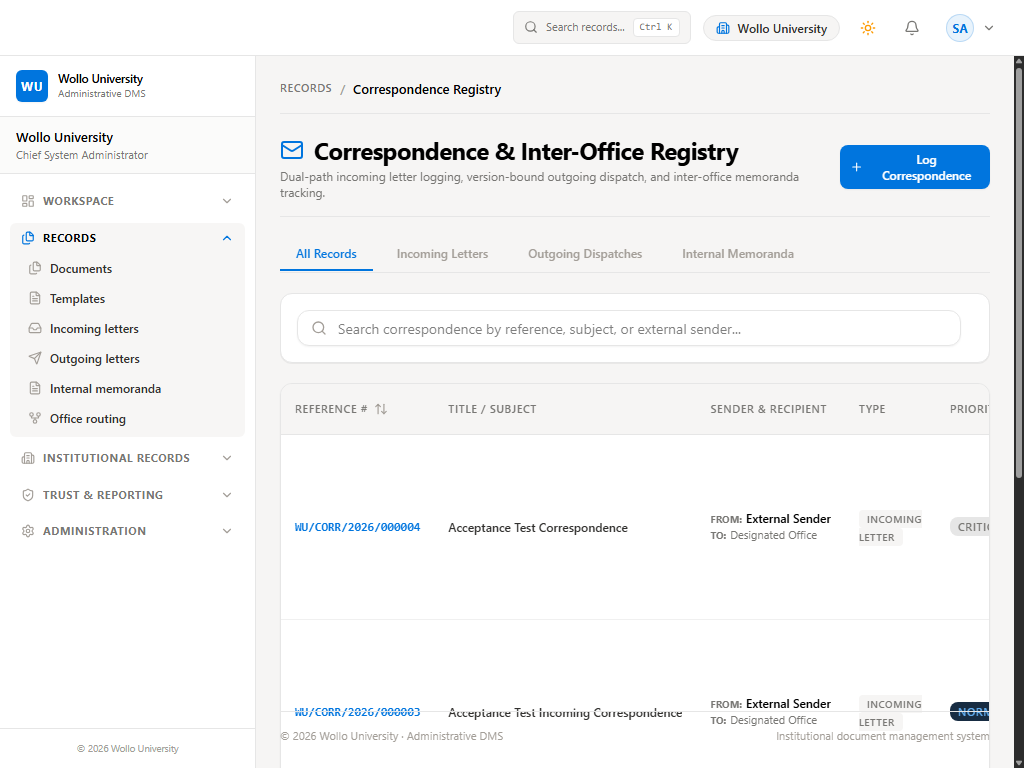 Search records... Ctrl K
Wollo University
SA
WU
Wollo University
Administrative DMS
Wollo University
Chief System Administrator
WORKSPACE
RECORDS
Documents
Templates
Incoming letters
Outgoing letters
Internal memoranda
Office routing
INSTITUTIONAL RECORDS
TRUST & REPORTING
ADMINISTRATION
© 2026 Wollo University
RECORDS / Correspondence Registry
Correspondence & Inter-Office Registry
Dual-path incoming letter logging, version-bound outgoing dispatch, and inter-office memoranda
tracking.
+ Log
Correspondence
All Records Incoming Letters Outgoing Dispatches Internal Memoranda
Search correspondence by reference, subject, or external sender...
REFERENCE # TITLE / SUBJECT SENDER & RECIPIENT TYPE PRIORI
WU/CORR/2026/000004 Acceptance Test Correspondence
FROM: External Sender
TO: Designated Office
INCOMING
LETTER
CRITIC
WU/CORR/2026/000003 Acceptance Test Incoming Correspondence
FROM: External Sender
TO: Designated Office
INCOMING
LETTER
NORM
© 2026 Wollo University · Administrative DMS
Institutional document management system